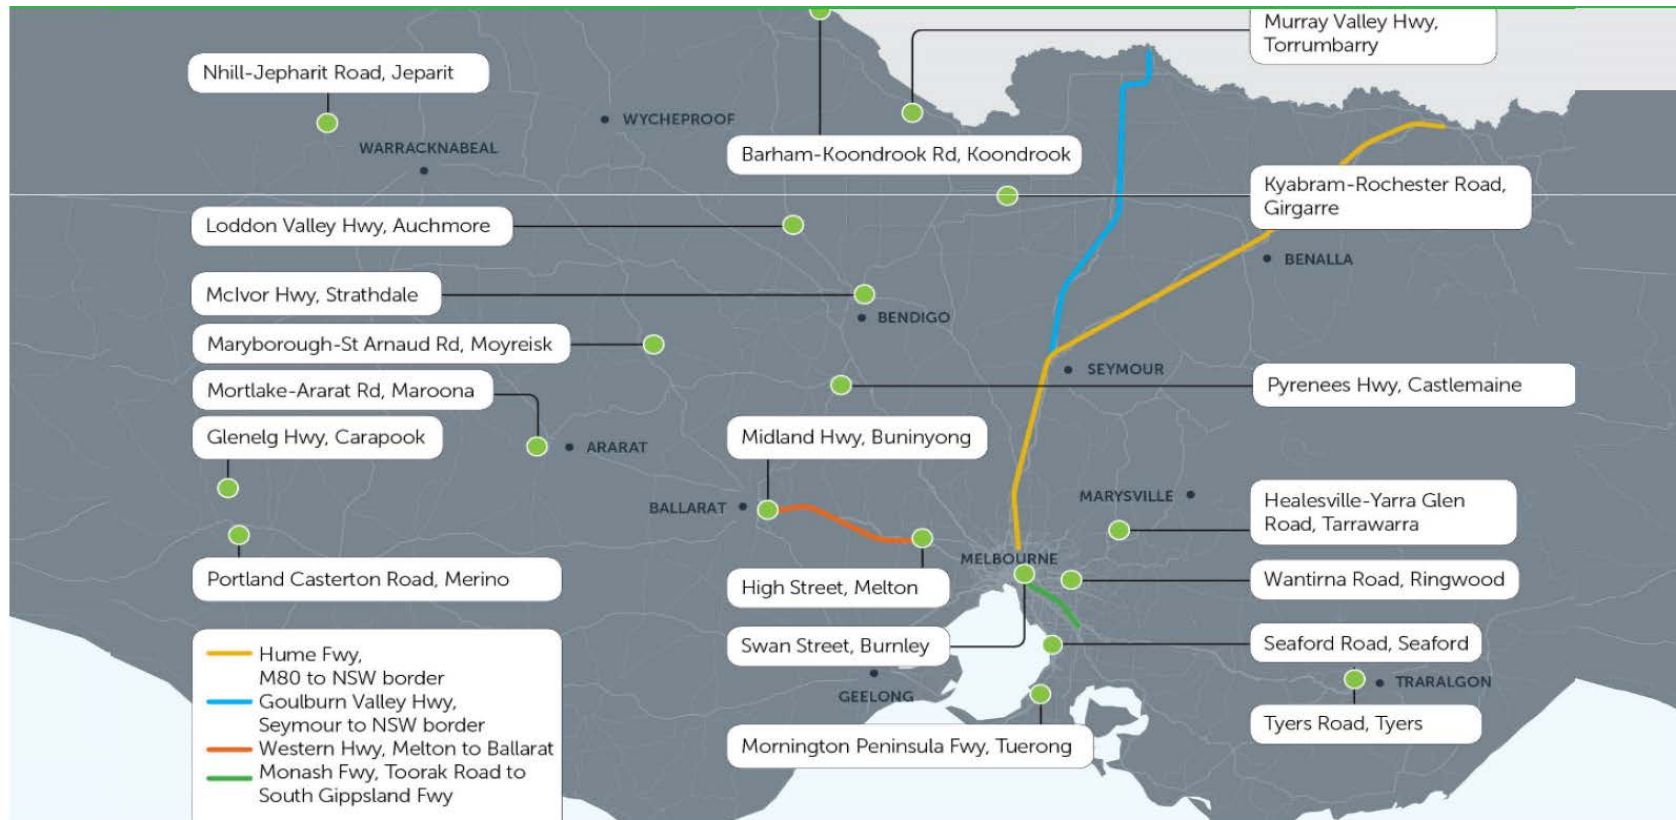 Murray Valley Hwy,
Torrumbarry
Nhill-Jepharit Road, Jeparit
WYCHEPROOF
WARRACKNABEAL
Barham-Koondrook Rd, Koondrook
Kyabram-Rochester Road,
Girgarre
Loddon Valley Hwy, Auchmore
BENALLA
McIvor Hwy, Strathdale
BENDIGO
Maryborough-St Arnaud Rd, Moyreisk
SEYMOUR
Pyrenees Hwy, Castlemaine
Mortlake-Ararat Rd, Maroona
Glenelg Hwy, Carapook
ARARAT
Midland Hwy, Buninyong
BALLARAT
MARYSVILLE
Healesville-Yarra Glen
Road, Tarrawarra
MELBOURNE
Portland Casterton Road, Merino
High Street, Melton
Wantirna Road, Ringwood
Swan Street, Burnley
Seaford Road, Seaford
GEELONG
TRARALGON
Tyers Road, Tyers
Mornington Peninsula Fwy, Tuerong
Hume Fwy,
M80 to NSW border
Goulburn Valley Hwy,
Seymour to NSW border
Western Hwy, Melton to Ballarat
Monash Fwy, Toorak Road to
South Gippsland Fwy